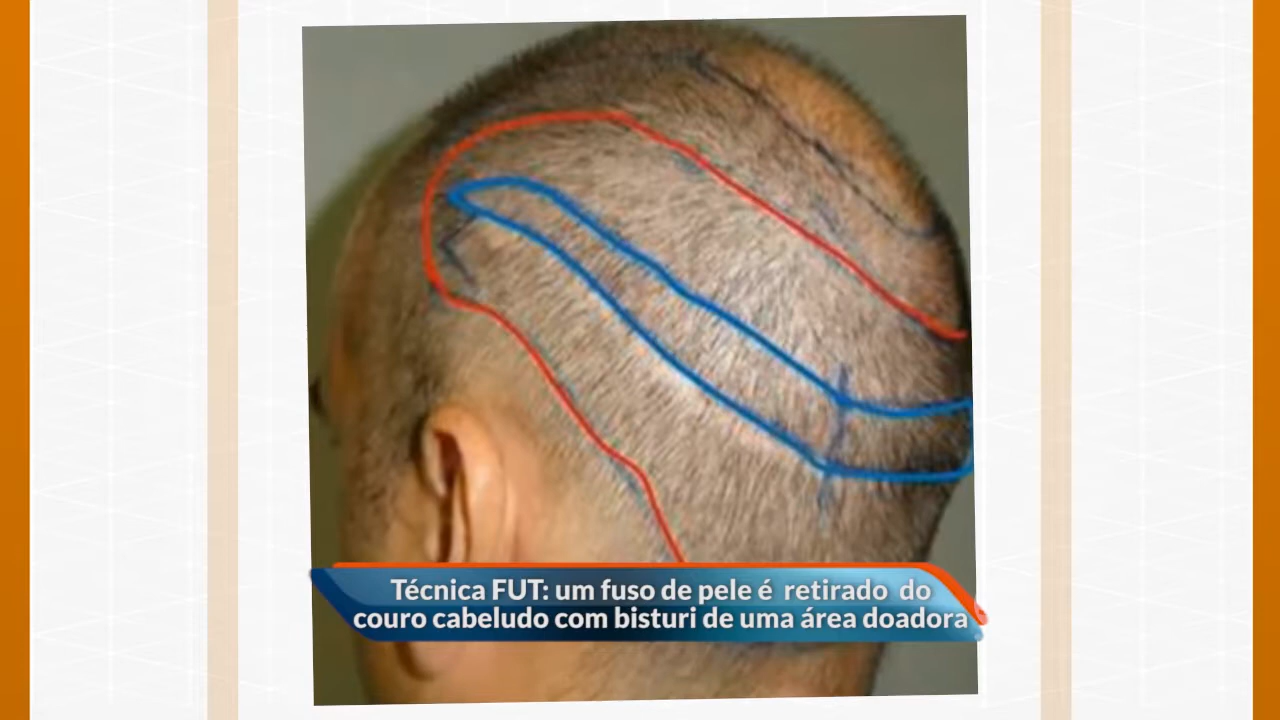 Técnica FUT: um fuso de pele é retirado do
couro cabeludo com bisturi de uma área doadora